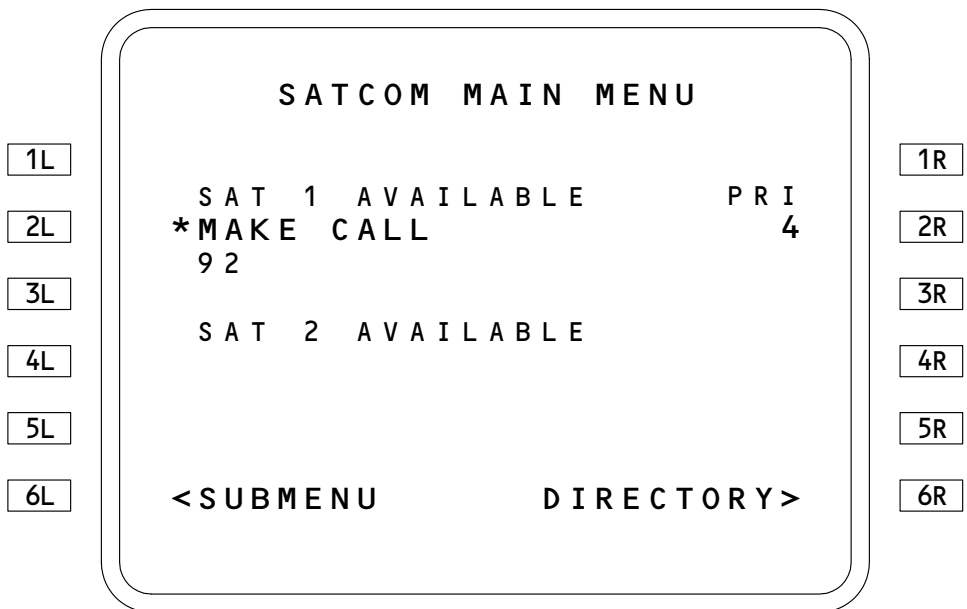 SATCOM MAIN MENU
1L 1R
SAT 1 AVAILABLE PRI
2L *MAKE CALL 4 2R
92
3L 3R
SAT 2 AVAILABLE
4L 4R
5L 5R
6L <SUBMENU DIRECTORY> 6R